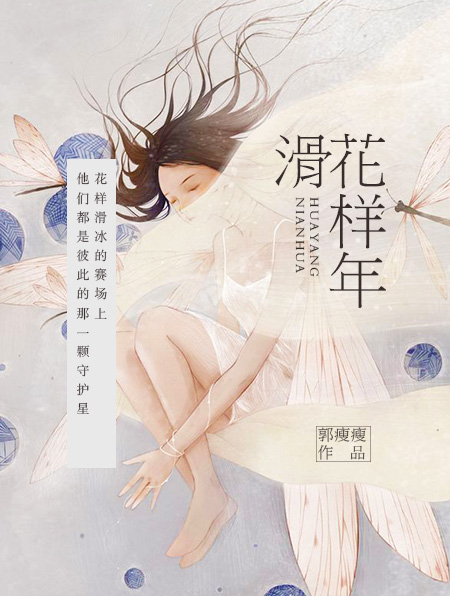 花样年
滑
HUAYANG
NIANHUA
花样滑冰的赛场上
他们都是彼此的那一颗守护星
郭瘦瘦
作品